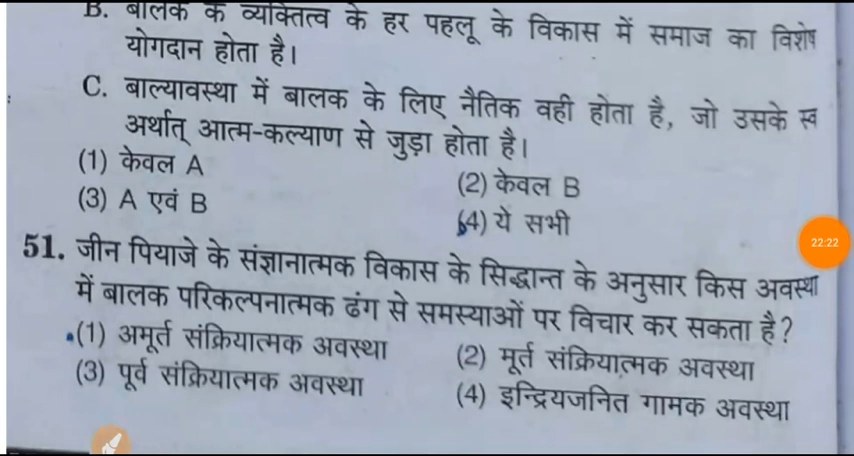 B. बालक के व्यक्तित्व के हर पहलू के विकास में समाज का विशेष
योगदान होता है।
C. बाल्यावस्था में बालक के लिए नैतिक वही होता है, जो उसके स्व
अर्थात् आत्म-कल्याण से जुड़ा होता है।
(1) केवल A (2) केवल B
(3) A एवं B (4) ये सभी
22:22
51. जीन पियाजे के संज्ञानात्मक विकास के सिद्धान्त के अनुसार किस अवस्था
में बालक परिकल्पनात्मक ढंग से समस्याओं पर विचार कर सकता है?
(1) अमूर्त संक्रियात्मक अवस्था (2) मूर्त संक्रियात्मक अवस्था
(3) पूर्व संक्रियात्मक अवस्था (4) इन्द्रियजनित गामक अवस्था